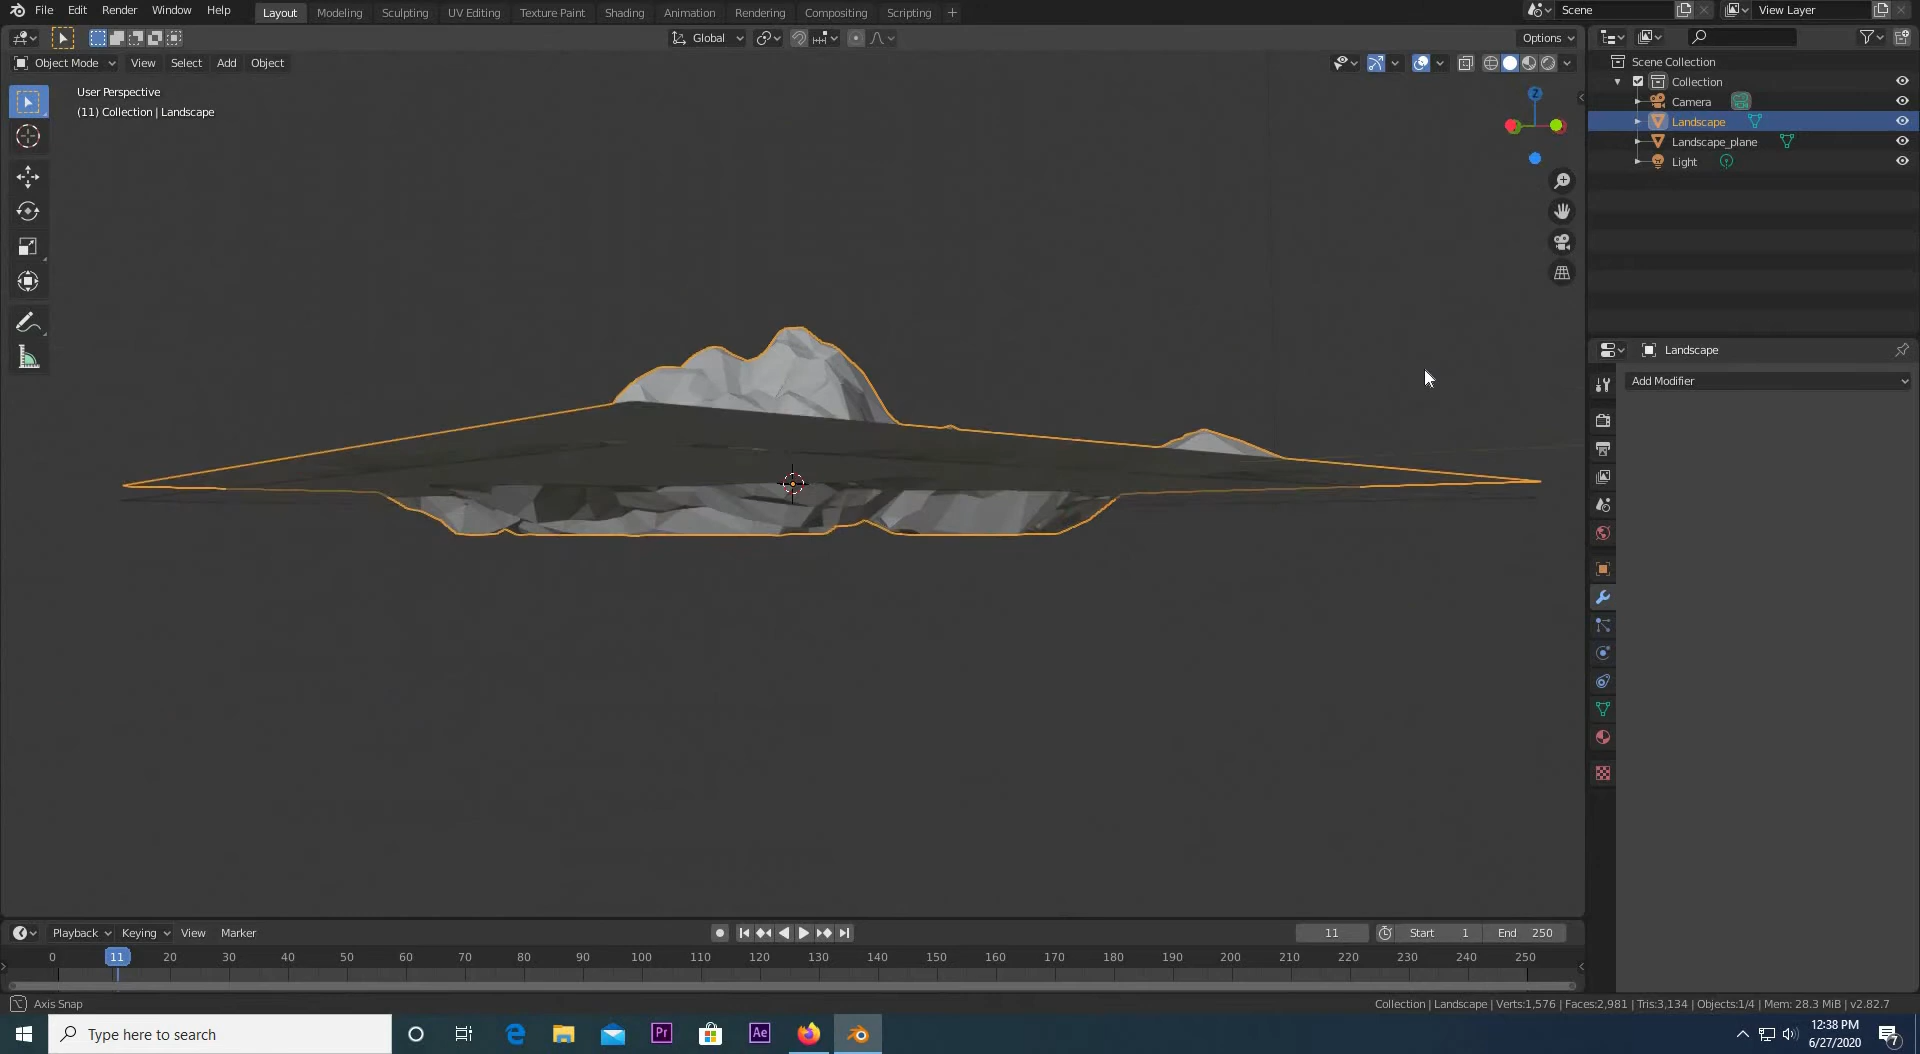 File Edit Render Window Help Layout Modeling Sculpting UV Editing Texture Paint Shading Animation Rendering Compositing Scripting + Scene View Layer
Global Options
Object Mode View Select Add Object
User Perspective
(11) Collection | Landscape
Z
Scene Collection
Collection
Camera
Landscape
Landscape_plane
Light
Landscape
Add Modifier
Playback Keying View Marker 11 Start 1 End 250
0 11 20 30 40 50 60 70 80 90 100 110 120 130 140 150 160 170 180 190 200 210 220 230 240 250
Axis Snap
Collection | Landscape | Verts:1,576 | Faces:2,981 | Tris:3,134 | Objects:1/4 | Mem: 28.3 MiB | v2.82.7
Type here to search
Pr
Ae
12:38 PM
6/27/2020
7